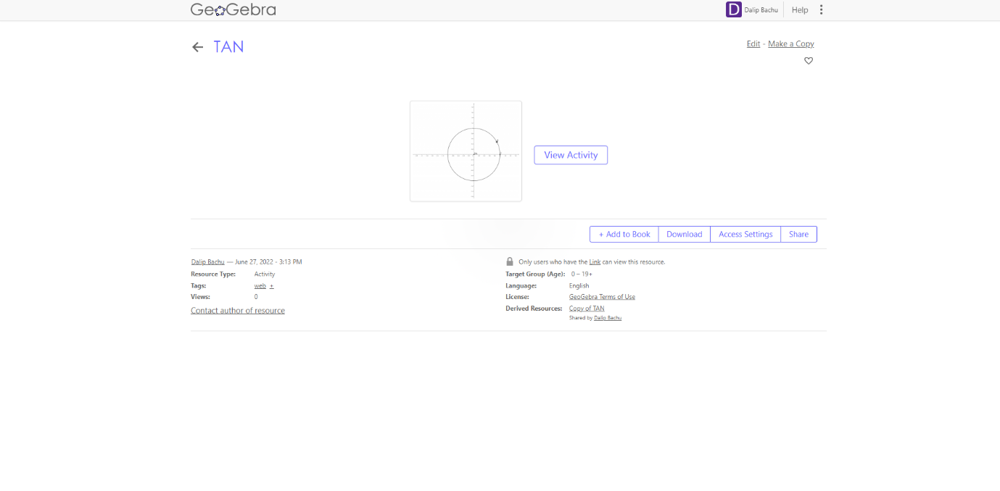 GeoGebra
D Dalip Bachu Help
TAN
Edit - Make a Copy
View Activity
+ Add to Book Download Access Settings Share
Dalip Bachu — June 27, 2022 - 3:13 PM
Resource Type: Activity
Tags: web +
Views: 0
Contact author of resource
Only users who have the Link can view this resource.
Target Group (Age): 0 – 19+
Language: English
License: GeoGebra Terms of Use
Derived Resources: Copy of TAN
Shared by Dalip Bachu